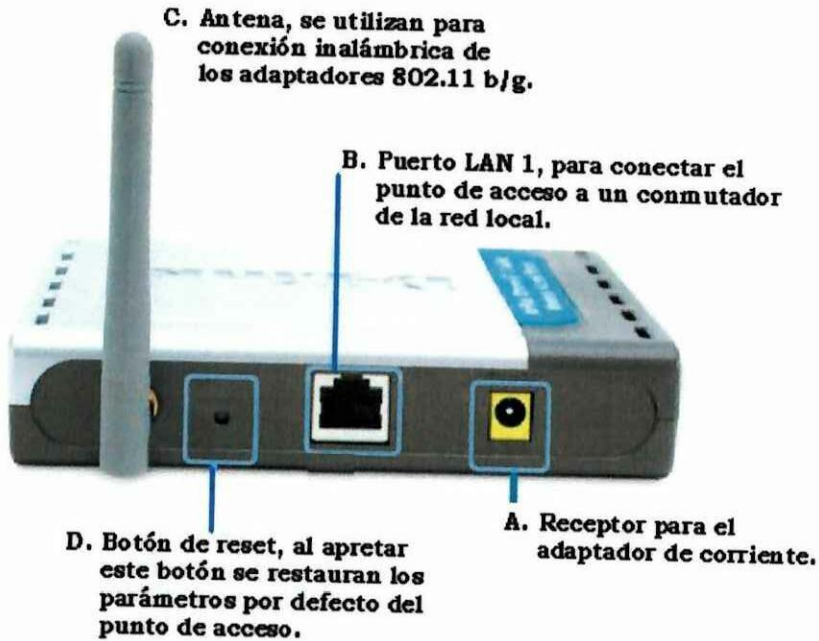 C. Antena, se utilizan para
conexión inalámbrica de
los adaptadores 802.11 b/g.
B. Puerto LAN 1, para conectar el
punto de acceso a un conmutador
de la red local.
A. Receptor para el
adaptador de corriente.
D. Botón de reset, al apretar
este botón se restauran los
parámetros por defecto del
punto de acceso.